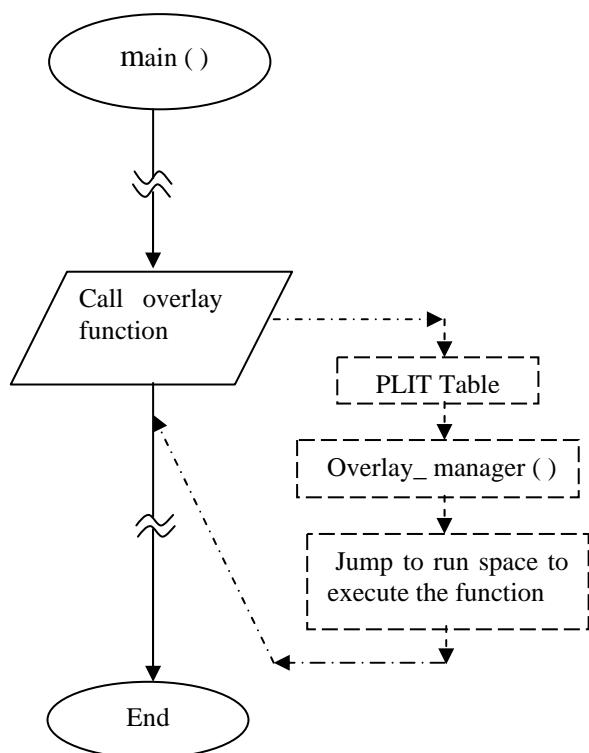 main ( )
Call overlay
function
PLIT Table
Overlay_ manager ( )
Jump to run space to
execute the function
End